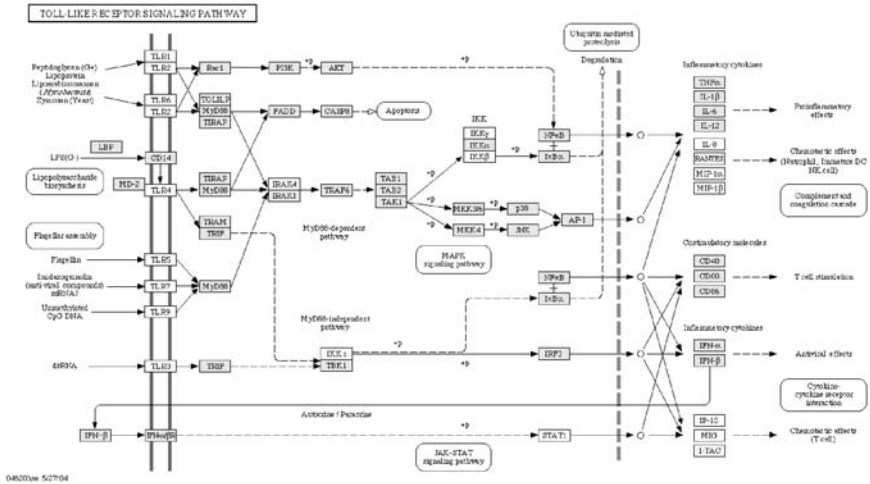 TOLL-LIKE RECEPTOR SIGNALING PATHWAY
Peptidoglycan (G+)
Lipoprotein
Lipoarabinomannan
Zymosan (Yeast)
TLR1
TLR2
TLR6
TLR2
Rac1
PI3K
+p
AKT
+p
TOLLIP
MyD88
TIRAP
FADD
CASP8
Apoptosis
Ubiquitin mediated
proteolysis
Degradation
LBP
LPS(G-)
CD14
Lipopolysaccharide
biosynthesis
MD-2
TLR4
TIRAP
MyD88
IRAK4
IRAK1
TRAF6
TAB1
TAB2
TAK1
+p
IKK
IKKγ
IKKα
IKKβ
+p
NFκB
+
IκBα
+p
MKK3/6
+p
p38
+p
+p
MKK4
+p
JNK
+p
AP-1
MAPK
signaling pathway
TRAM
TRIF
MyD88-dependent
pathway
Flagellar assembly
Flagellin
TLR5
Imidazoquinoline
(anti-viral compounds)
ssRNA?
TLR7
MyD88
Unmethylated
CpG DNA
TLR9
NFκB
+
IκBα
MyD88-independent
pathway
+p
dsRNA
TLR3
TRIF
IKKε
TBK1
+p
IRF3
Autocrine / Paracrine
IFN-β
IFNαβR
+p
JAK-STAT
signaling pathway
STAT1
Inflammatory cytokines
TNFα
IL-1β
IL-6
IL-12
Proinflammatory
effects
IL-8
RANTES
MIP-1α
MIP-1β
Chemotactic effects
(Neutrophil, Immature DC
NK cell)
Complement and
coagulation cascade
Costimulatory molecules
CD40
CD80
CD86
T cell stimulation
Inflammatory cytokines
IFN-α
IFN-β
Antiviral effects
Cytokine-
cytokine receptor
interaction
IP-10
MIG
I-TAC
Chemotactic effects
(T cell)
5/27/04